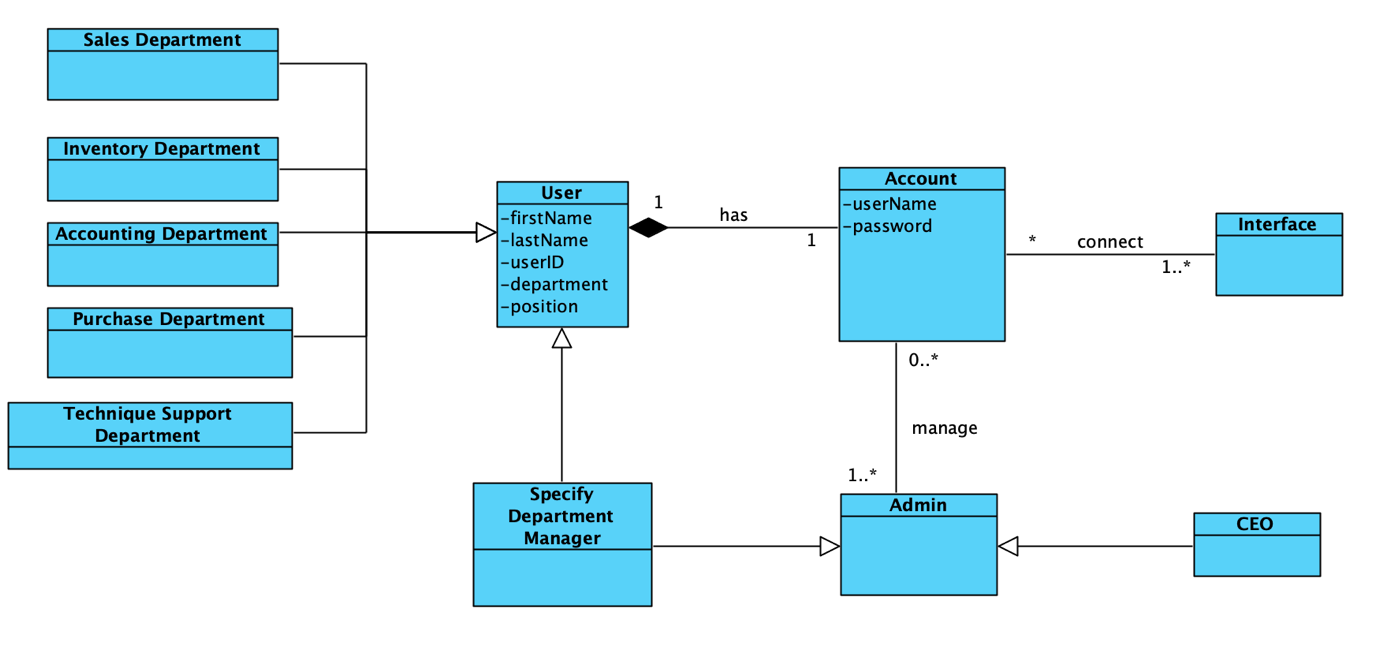 Sales Department
Inventory Department
Accounting Department
Purchase Department
Technique Support
Department
User
-firstName
-lastName
-userID
-department
-position
1
has
1
Account
-userName
-password
*
connect
1..*
Interface
0..*
manage
1..*
Specify
Department
Manager
Admin
CEO